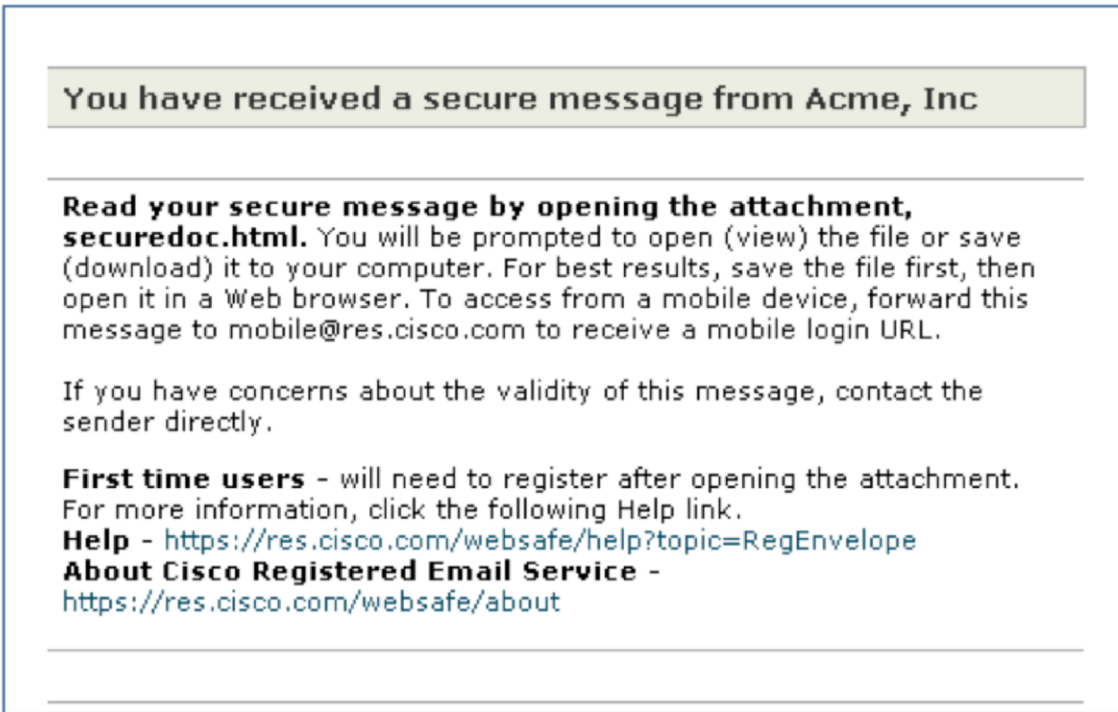 You have received a secure message from Acme, Inc
Read your secure message by opening the attachment,
securedoc.html. You will be prompted to open (view) the file or save
(download) it to your computer. For best results, save the file first, then
open it in a Web browser. To access from a mobile device, forward this
message to mobile@res.cisco.com to receive a mobile login URL.
If you have concerns about the validity of this message, contact the
sender directly.
First time users - will need to register after opening the attachment.
For more information, click the following Help link.
Help - https://res.cisco.com/websafe/help?topic=RegEnvelope
About Cisco Registered Email Service -
https://res.cisco.com/websafe/about